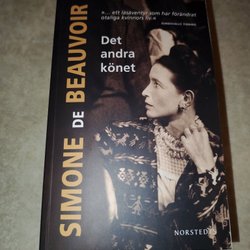 »... ett läsäventyr som har förändrat
otaliga kvinnors liv.«
SIMONE DE BEAUVOIR
Det
andra
könet
NORSTEDTS